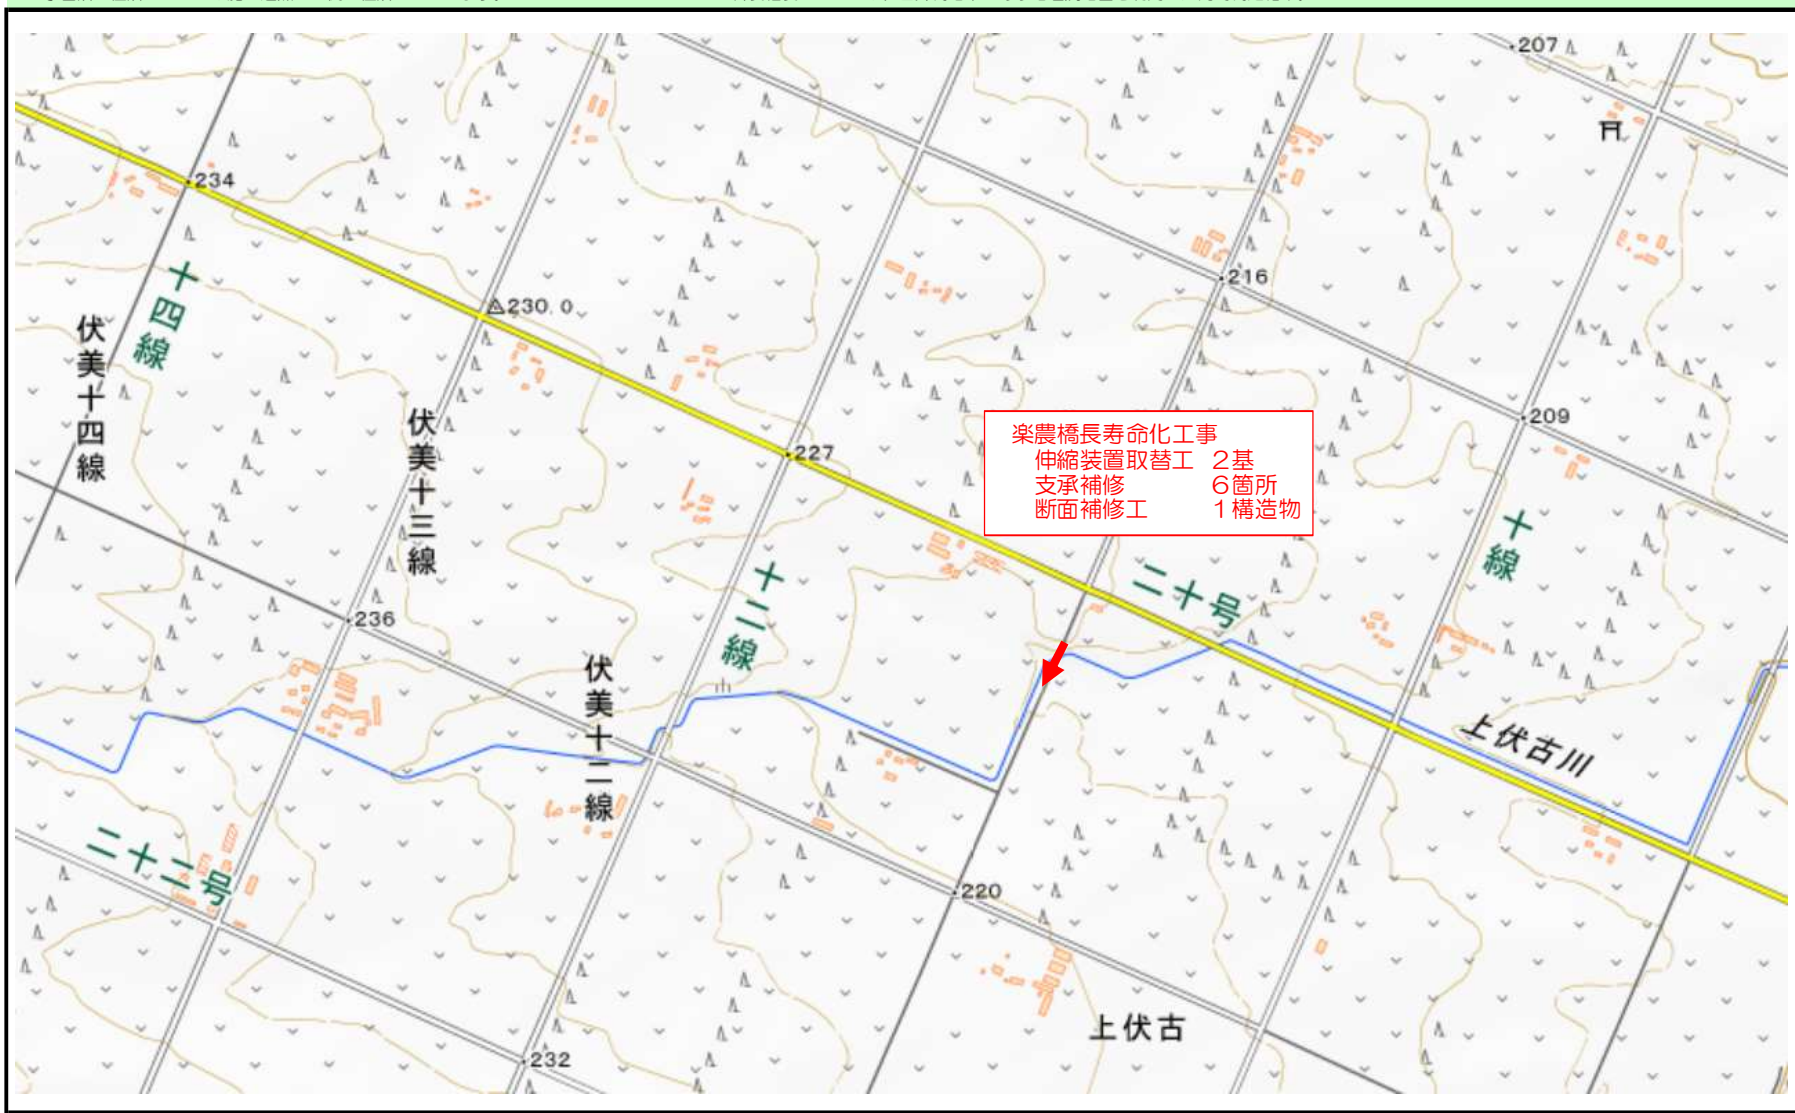 207
234
216
230.0
十四線
伏美十四線
伏美十三線
209
227
楽農橋長寿命化工事
伸縮装置取替工 2基
支承補修 6箇所
断面補修工 1構造物
十線
十二線
二十号
236
伏美十二線
上伏古川
二十二号
220
上伏古
232